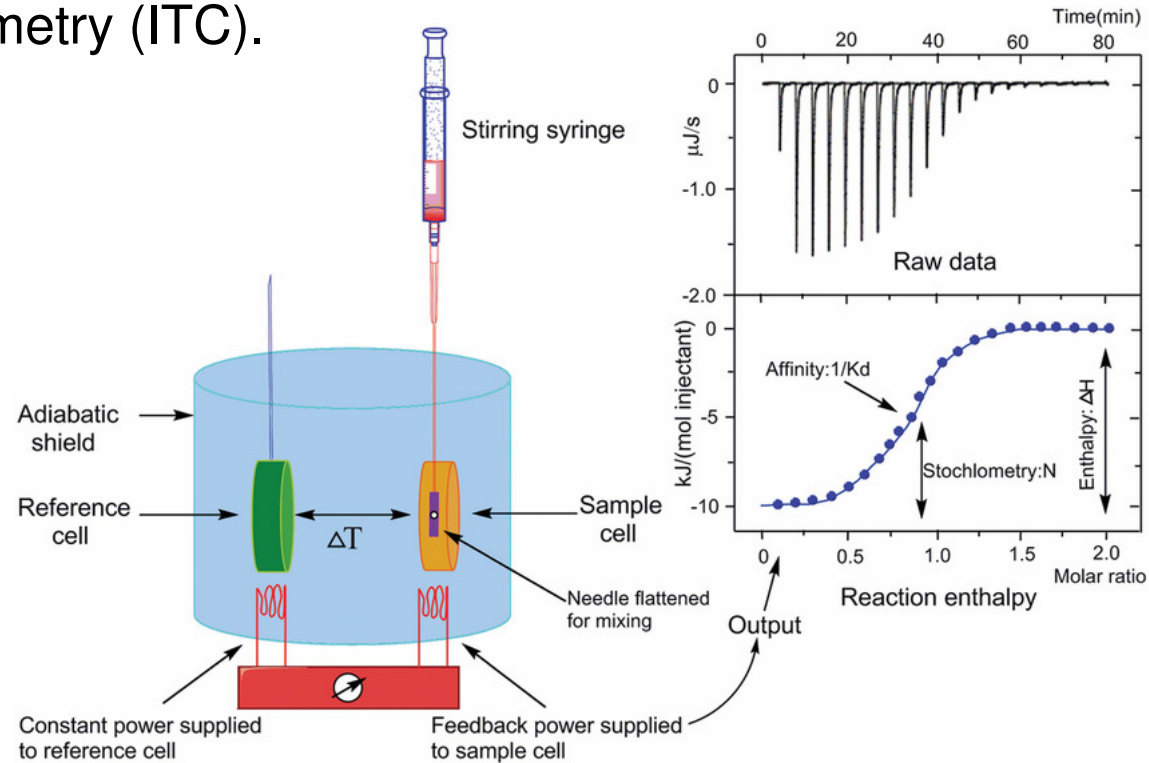 metry (ITC).
Stirring syringe
Adiabatic
shield
Reference
cell
ΔT
Sample
cell
Needle flattened
for mixing
Constant power supplied
to reference cell
Feedback power supplied
to sample cell
Output
Time(min)
0 20 40 60 80
0
-1.0
-2.0
μJ/s
Raw data
0
-5
-10
kJ/(mol injectant)
Affinity:1/Kd
Stochlometry:N
Enthalpy: ΔH
0 0.5 1.0 1.5 2.0
Molar ratio
Reaction enthalpy